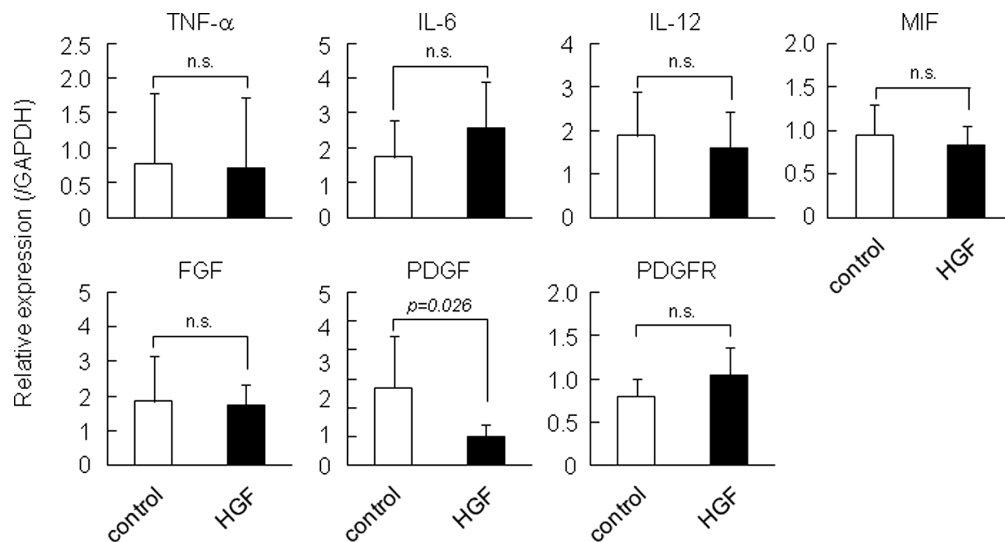 TNF-α
IL-6
IL-12
MIF
Relative expression (/GAPDH)
2.5
2.0
1.5
1.0
0.5
0
n.s.
5
4
3
2
1
0
n.s.
4
3
2
1
0
n.s.
2.0
1.5
1.0
0.5
0
n.s.
control
HGF
FGF
PDGF
PDGFR
5
4
3
2
1
0
n.s.
control
HGF
5
4
3
2
1
0
p=0.026
control
HGF
2.0
1.5
1.0
0.5
0
n.s.
control
HGF